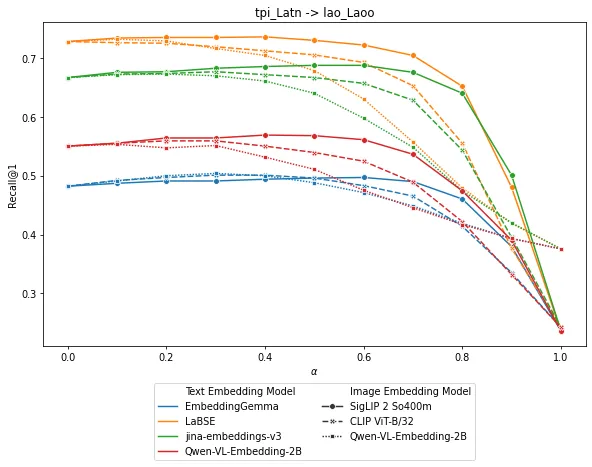 tpi_Latn -> lao_Laoo
Recall@1
0.7
0.6
0.5
0.4
0.3
0.0 0.2 0.4 0.6 0.8 1.0
α
Text Embedding Model
EmbeddingGemma
LaBSE
jina-embeddings-v3
Qwen-VL-Embedding-2B
Image Embedding Model
SigLIP 2 So400m
CLIP ViT-B/32
Qwen-VL-Embedding-2B